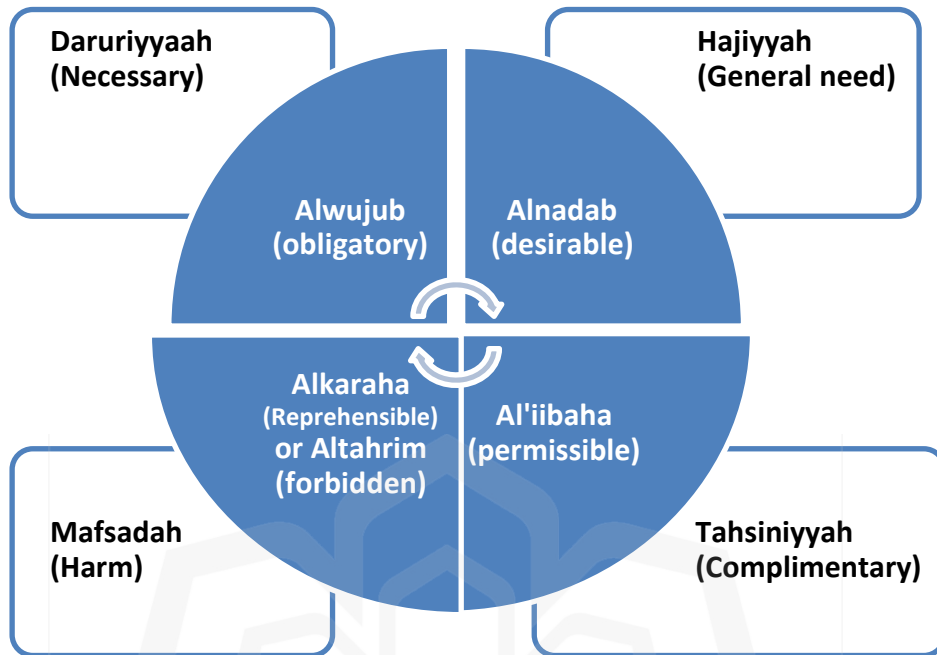 Daruriyyaah
(Necessary)
Hajiyyah
(General need)
Alwujub
(obligatory)
Alnadab
(desirable)
Alkaraha
(Reprehensible)
or Altahrim
(forbidden)
Al'iibaha
(permissible)
Mafsadah
(Harm)
Tahsiniyyah
(Complimentary)